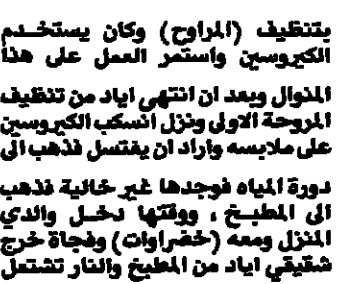 بتنظيف (المراوح) وكان يستخدم
الكيروسين واستمر العمل على هذا
المنوال وبعد ان انتهى اياد من تنظيف
المروحة الاولى ونزل انسكب الكيروسين
على ملابسه واراد ان يغتسل فذهب الى
دورة المياه فوجدها غير خالية فذهب
الى المطبخ ، ووقتها دخل والدي
المنزل ومعه (خضراوات) وفجاة خرج
شقيقي اياد من المطبخ والنار تشتعل